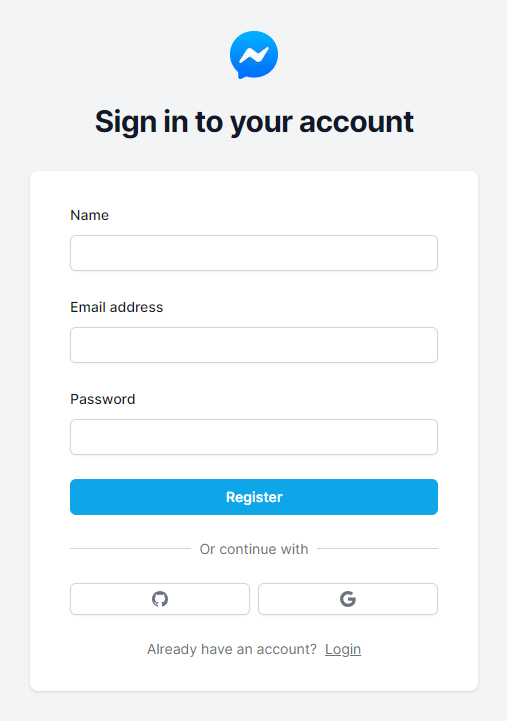 Sign in to your account
Name
Email address
Password
Register
Or continue with
Already have an account? Login